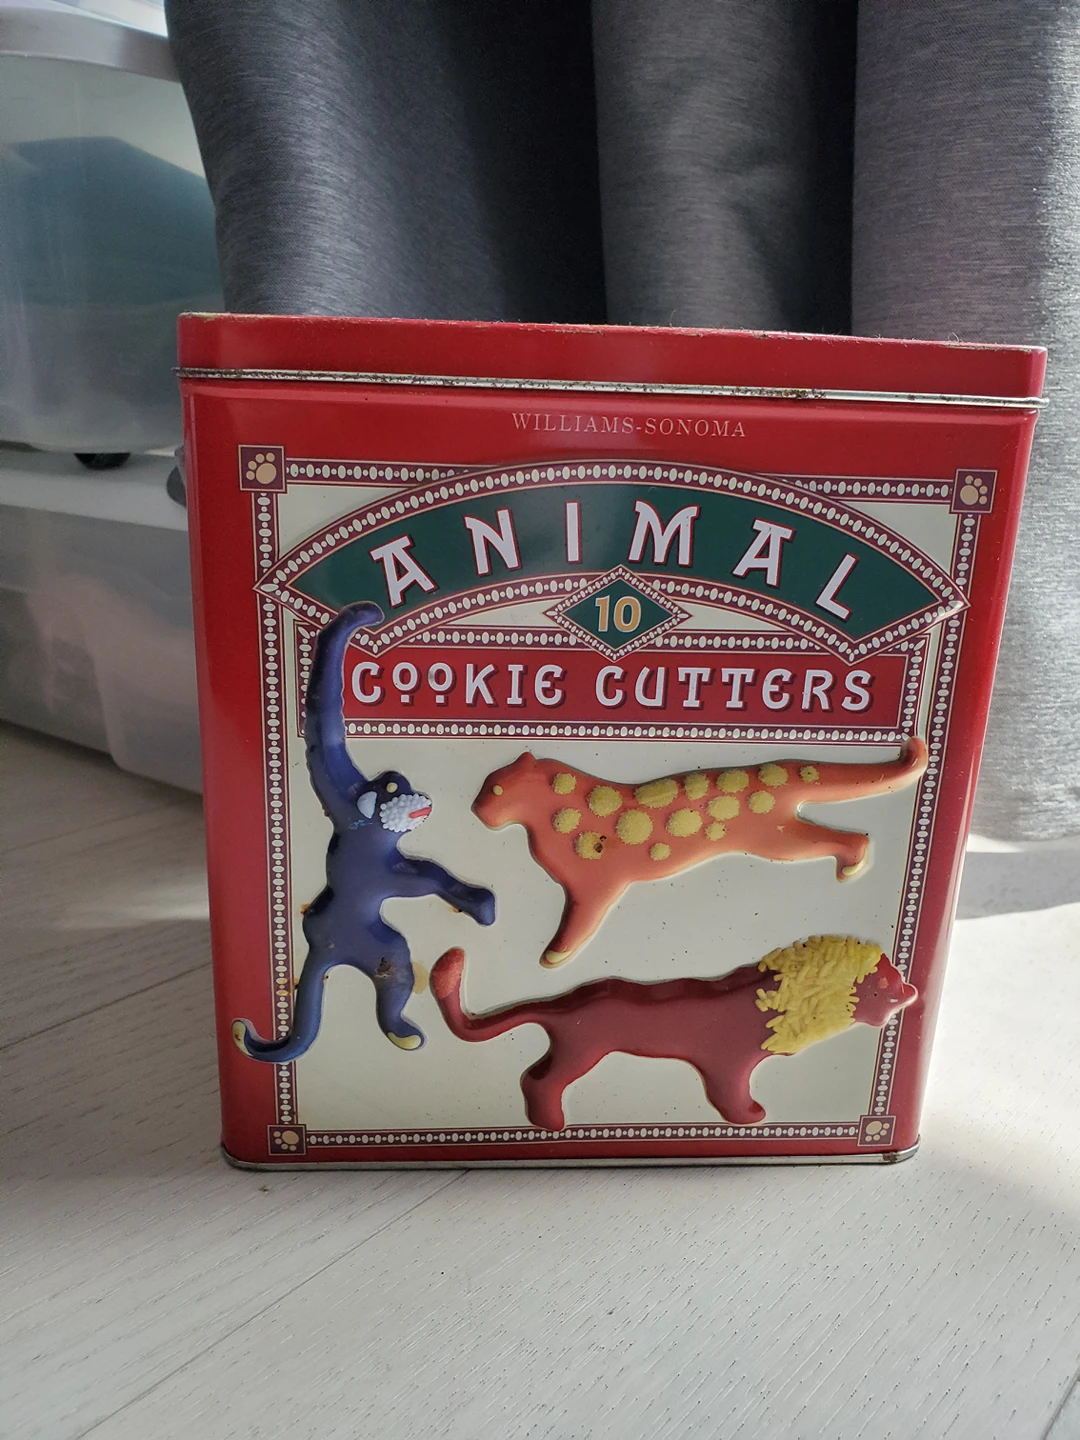 WILLIAMS-SONOMA
ANIMAL
10
COOKIE CUTTERS